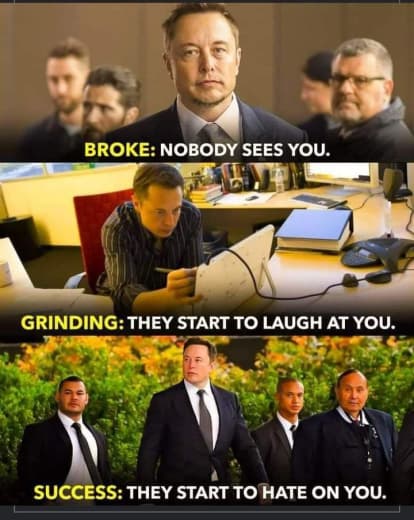 BROKE: NOBODY SEES YOU.
GRINDING: THEY START TO LAUGH AT YOU.
SUCCESS: THEY START TO HATE ON YOU.